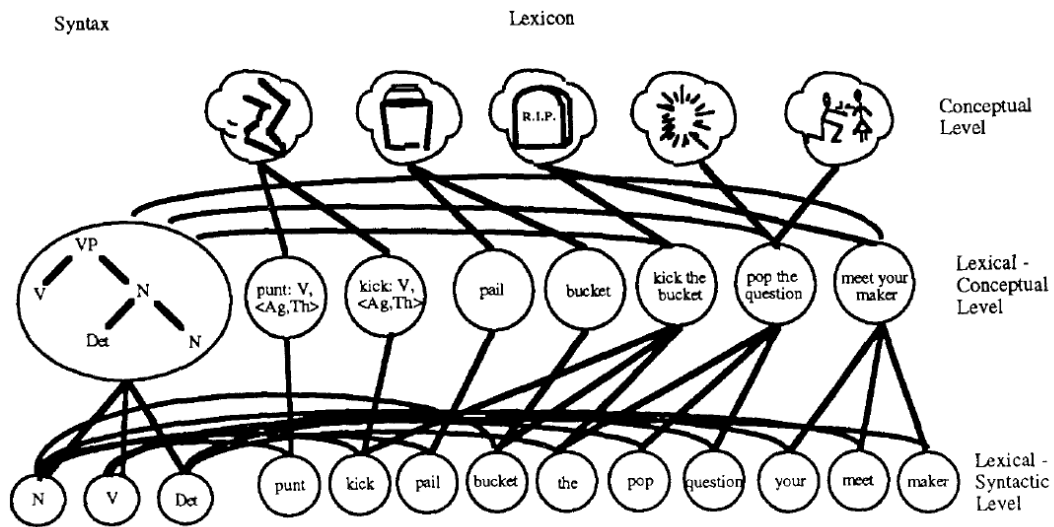 Syntax
Lexicon
R.I.P.
Conceptual
Level
VP
V
N
Det
N
punt: V,
<Ag,Th>
kick: V,
<Ag,Th>
pail
bucket
kick the
bucket
pop the
question
meet your
maker
Lexical -
Conceptual
Level
N
V
Det
punt
kick
pail
bucket
the
pop
question
your
meet
maker
Lexical -
Syntactic
Level